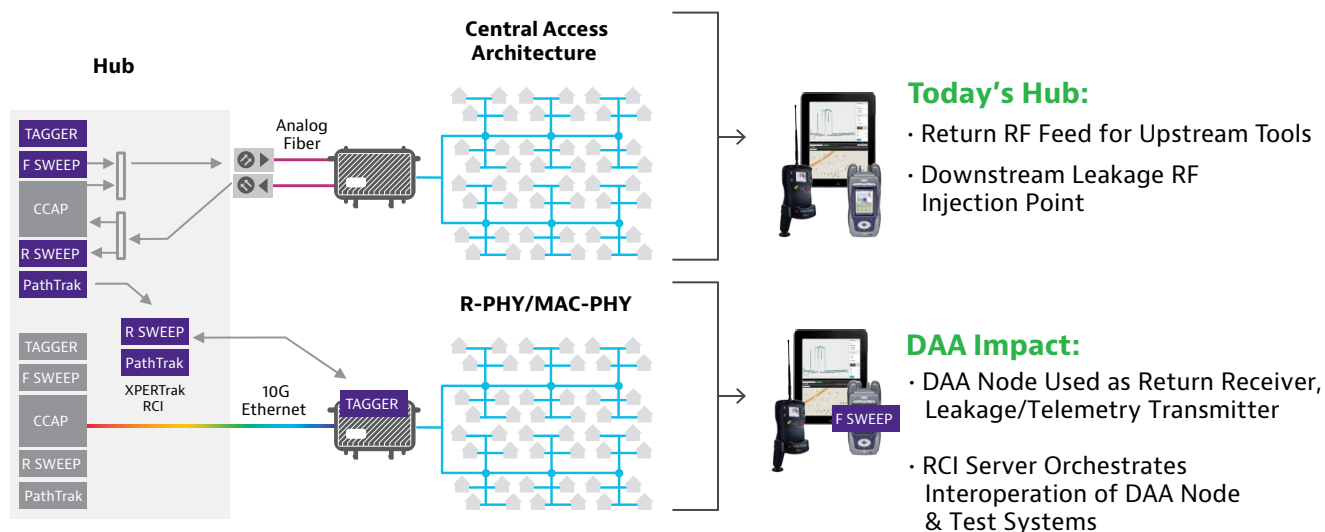 Hub
TAGGER
F SWEEP
CCAP
R SWEEP
PathTrak
Analog
Fiber
Central Access
Architecture
Today's Hub:
· Return RF Feed for Upstream Tools
· Downstream Leakage RF
Injection Point
TAGGER
F SWEEP
CCAP
R SWEEP
PathTrak
R SWEEP
PathTrak
XPERTrak
RCI
10G
Ethernet
TAGGER
R-PHY/MAC-PHY
F SWEEP
DAA Impact:
· DAA Node Used as Return Receiver,
Leakage/Telemetry Transmitter
· RCI Server Orchestrates
Interoperation of DAA Node
& Test Systems